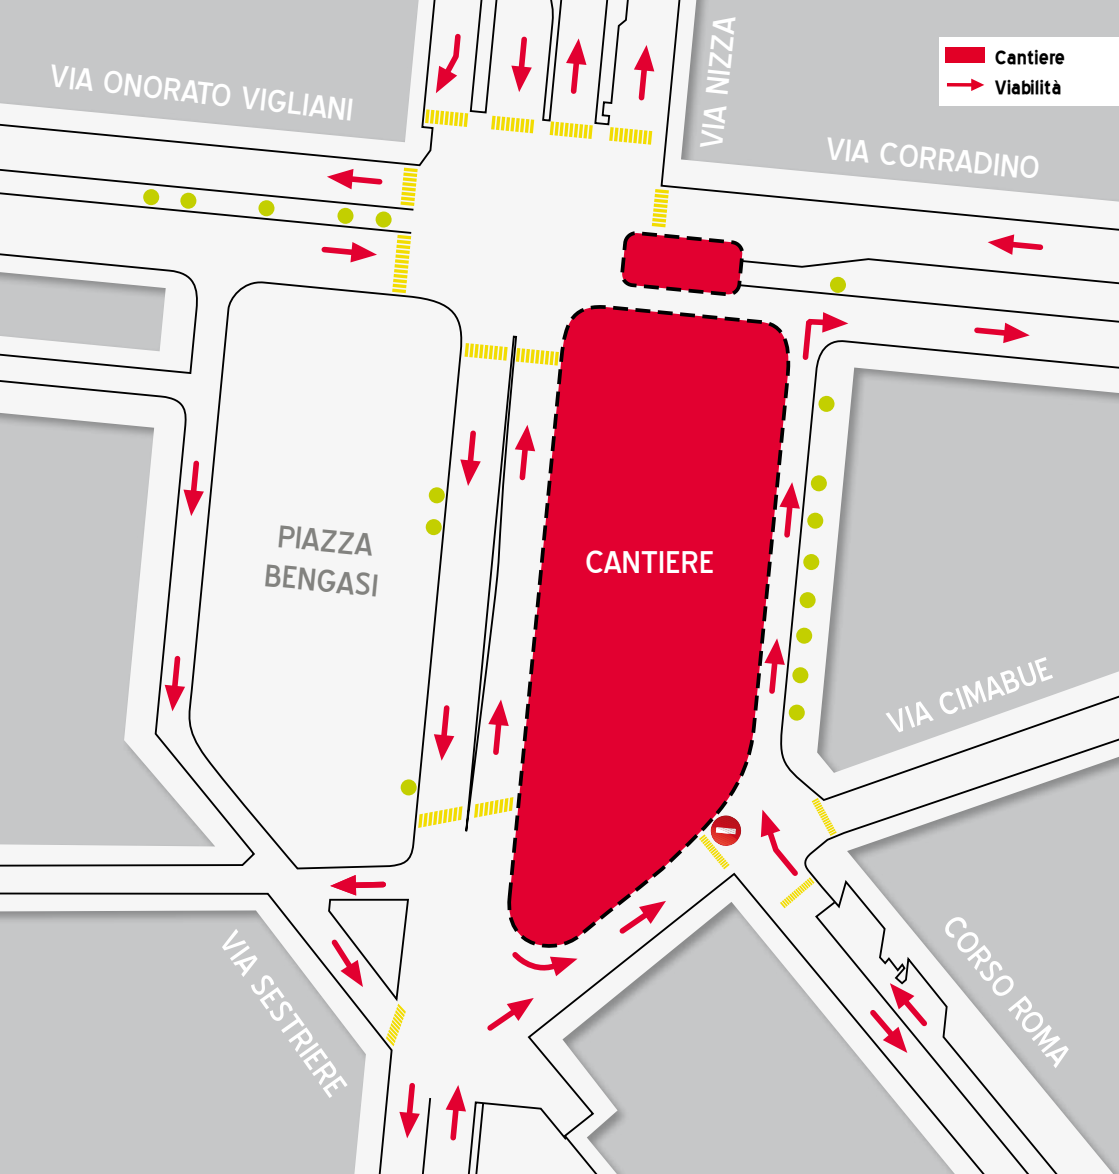 VIA ONORATO VIGLIANI
VIA NIZZA
Cantiere
Viabilità
VIA CORRADINO
PIAZZA
BENGASI
CANTIERE
VIA CIMABUE
VIA SESTRIERE
CORSO ROMA